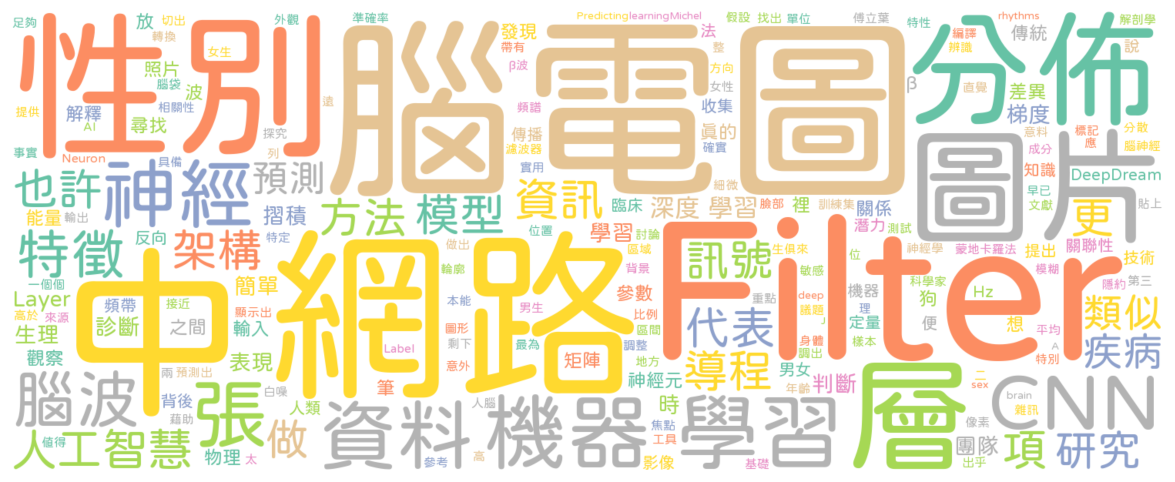 足夠
切出
外觀
準確率
Predicting
learning
Michel
假設
找出
單位
傅立葉
特性
rhythms
解剖學
轉換
放
性別
腦電圖
分佈
發現
法
整
編譯
辨識
傳統
說
女生
帶有
照片
β波
方向
女性
β
直覺
差異
腦袋
波
提供
解釋
相關性
遠
頻譜
收集
梯度
AI
尋找
探究
傳播
眞的
意料
標記
分散
事實
Neuron
具備
列
濾波器
確實
成分
應
腦神經
也許
神經
預測
實用
細微
圖片
知識
DeepDream
早已
文獻
貼上
能量
輸出
摺積
方法
模型
資訊
臨床
深度
學習
臉部
訓練集
裡
關係
潛力
測試
更
反向
特定
位置
討論
生俱來
神經學
蒙地卡羅法
提出
關聯性
技術
特徵
架構
做出
學習
區域
訊號
敏感
位
科學家
模糊
第三
一個個
輪廓
背景
簡單
隱約
Layer
頻帶
接近
中
網路
Filter
本能
男生
參數
重點
deep
機器
狗
Hz
類似
高於
來源
顯示出
圖形
比例
代表
議題
J
理
定量
便
想
平均
生理
診斷
之間
輸入
意外
區間
調整
身體
樣本
A
疾病
觀察
表現
Label
剩下
最為
矩陣
地方
導程
調出
特別
兩
預測出
筆
神經元
男女
判斷
二
腦波
背後
白噪
年齡
sex
層
CNN
藉助
張
人類
人腦
資料
機器
學習
時
brain
雜訊
像素
人工智慧
值得
物理
太
做
參考
高
焦點
工具
影像
基礎
團隊
出乎
項
研究